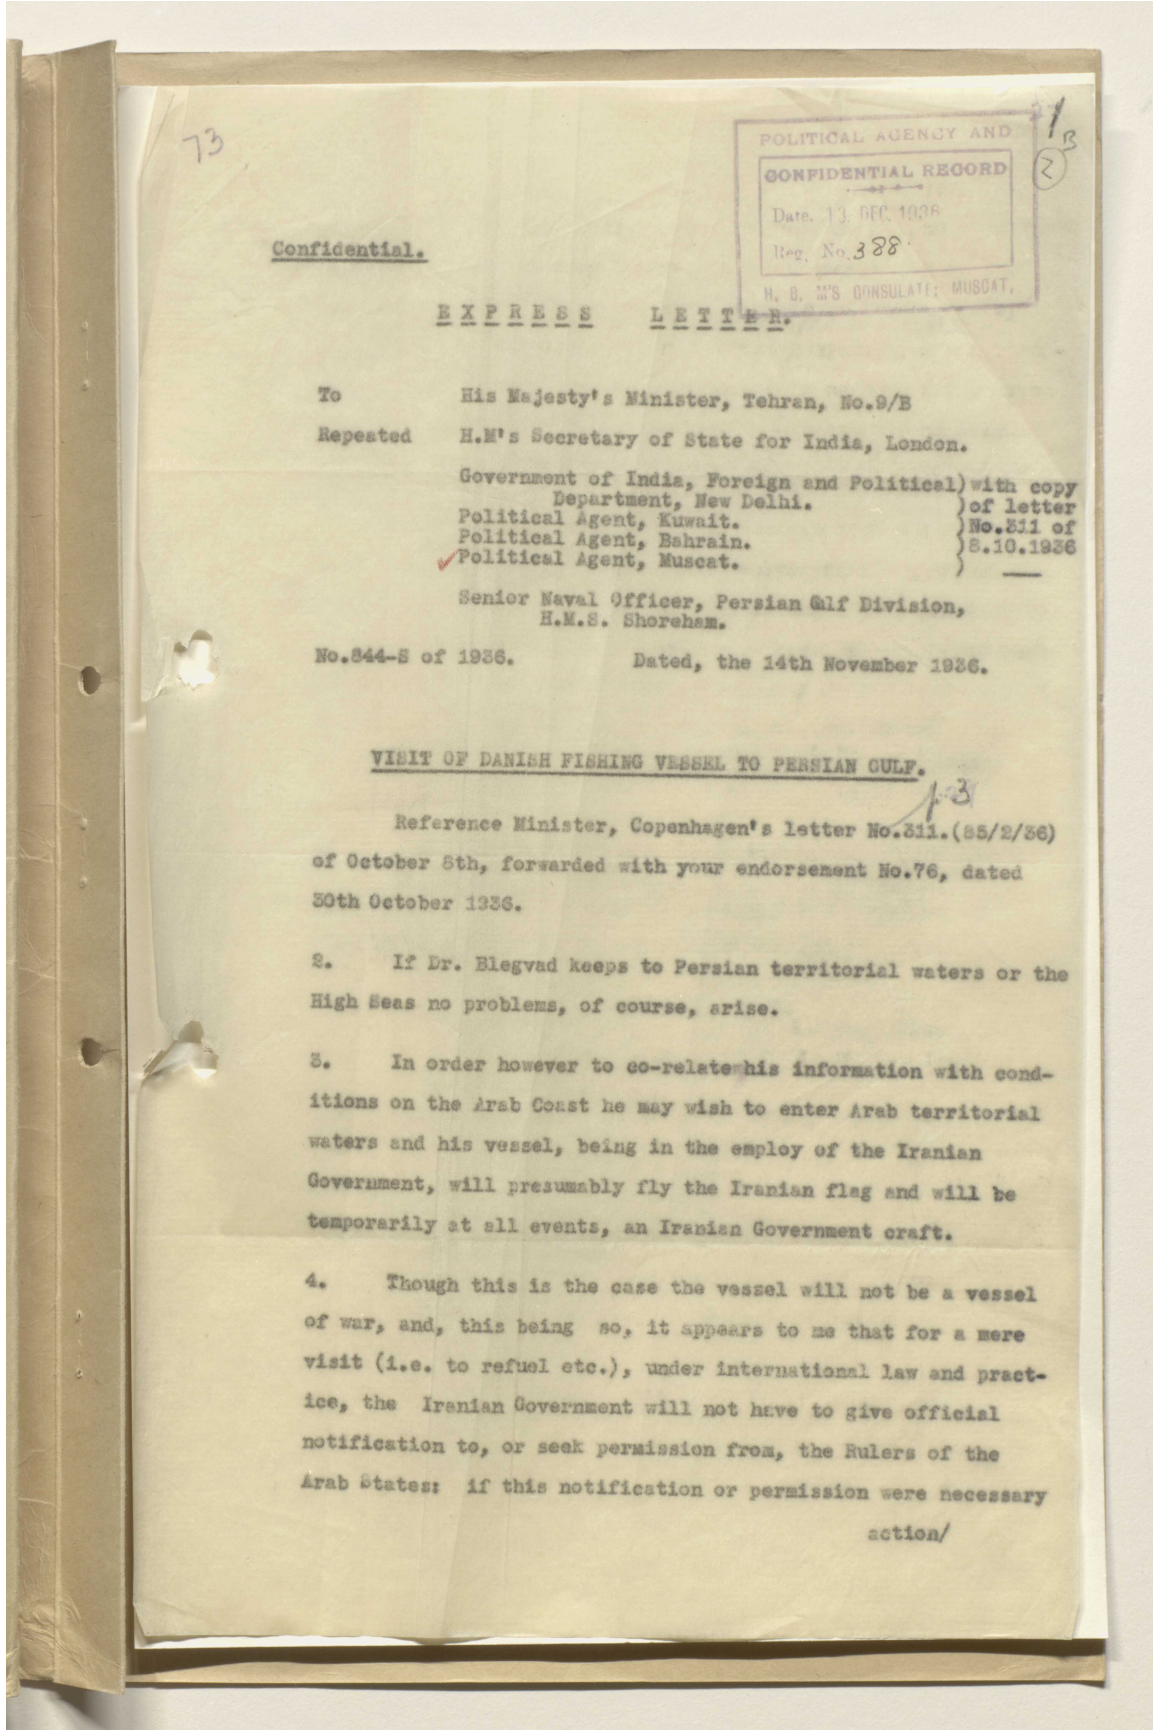 73
1
B
2
POLITICAL AGENCY AND
CONFIDENTIAL RECORD
Date. 13. DEC. 1936
Reg. No. 388
H. B. M'S CONSULATE; MUSCAT.
Confidential.
EXPRESS LETTER.
To His Majesty's Minister, Tehran, No.9/B
Repeated H.M's Secretary of State for India, London.
Government of India, Foreign and Political) with copy
Department, New Delhi. )of letter
Political Agent, Kuwait. )No.311 of
Political Agent, Bahrain. )8.10.1936
Political Agent, Muscat. )
Senior Naval Officer, Persian Gulf Division,
H.M.S. Shoreham.
No.844-S of 1936. Dated, the 14th November 1936.
VISIT OF DANISH FISHING VESSEL TO PERSIAN GULF.
p. 3
Reference Minister, Copenhagen's letter No.311.(85/2/36)
of October 8th, forwarded with your endorsement No.76, dated
30th October 1936.
2. If Dr. Blegvad keeps to Persian territorial waters or the
High Seas no problems, of course, arise.
3. In order however to co-relate his information with cond-
itions on the Arab Coast he may wish to enter Arab territorial
waters and his vessel, being in the employ of the Iranian
Government, will presumably fly the Iranian flag and will be
temporarily at all events, an Iranian Government craft.
4. Though this is the case the vessel will not be a vessel
of war, and, this being so, it appears to me that for a mere
visit (i.e. to refuel etc.), under international law and pract-
ice, the Iranian Government will not have to give official
notification to, or seek permission from, the Rulers of the
Arab States: if this notification or permission were necessary
action/